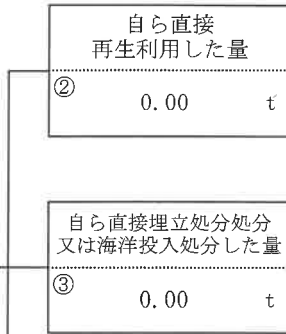 自ら直接
再生利用した量
②
0.00 t
自ら直接埋立処分処分
又は海洋投入処分した量
③
0.00 t